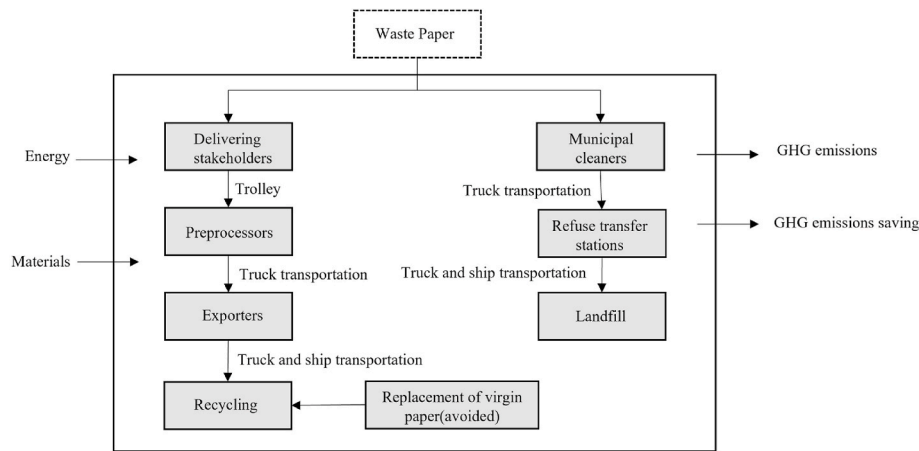 Waste Paper
Delivering
stakeholders
Municipal
cleaners
Energy
GHG emissions
Trolley
Truck transportation
Preprocessors
Refuse transfer
stations
GHG emissions saving
Materials
Truck transportation
Truck and ship transportation
Exporters
Landfill
Truck and ship transportation
Recycling
Replacement of virgin
paper(avoided)